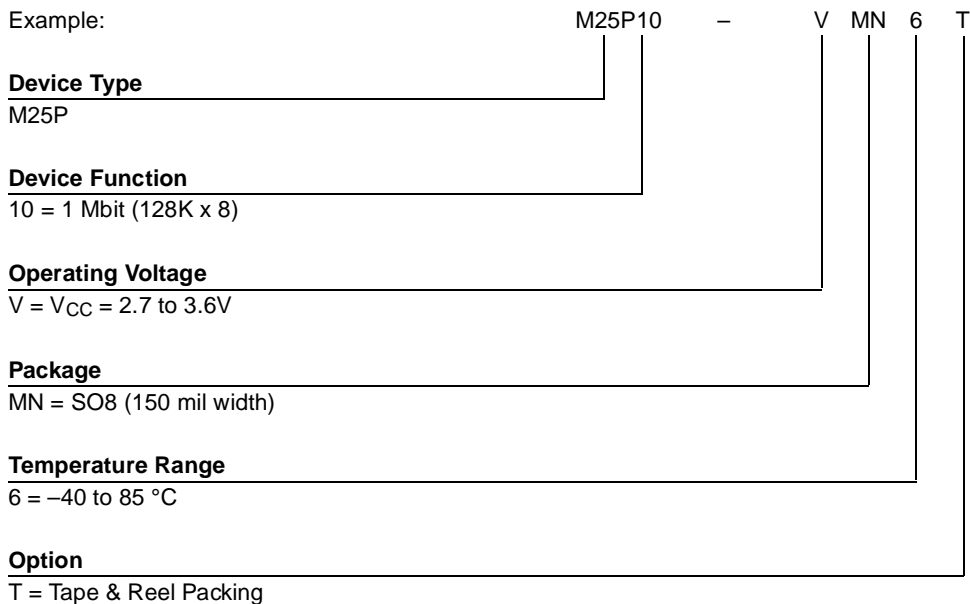 Example: M25P10 – V MN 6 T
Device Type
M25P
Device Function
10 = 1 Mbit (128K x 8)
Operating Voltage
V = VCC = 2.7 to 3.6V
Package
MN = SO8 (150 mil width)
Temperature Range
6 = –40 to 85 °C
Option
T = Tape & Reel Packing